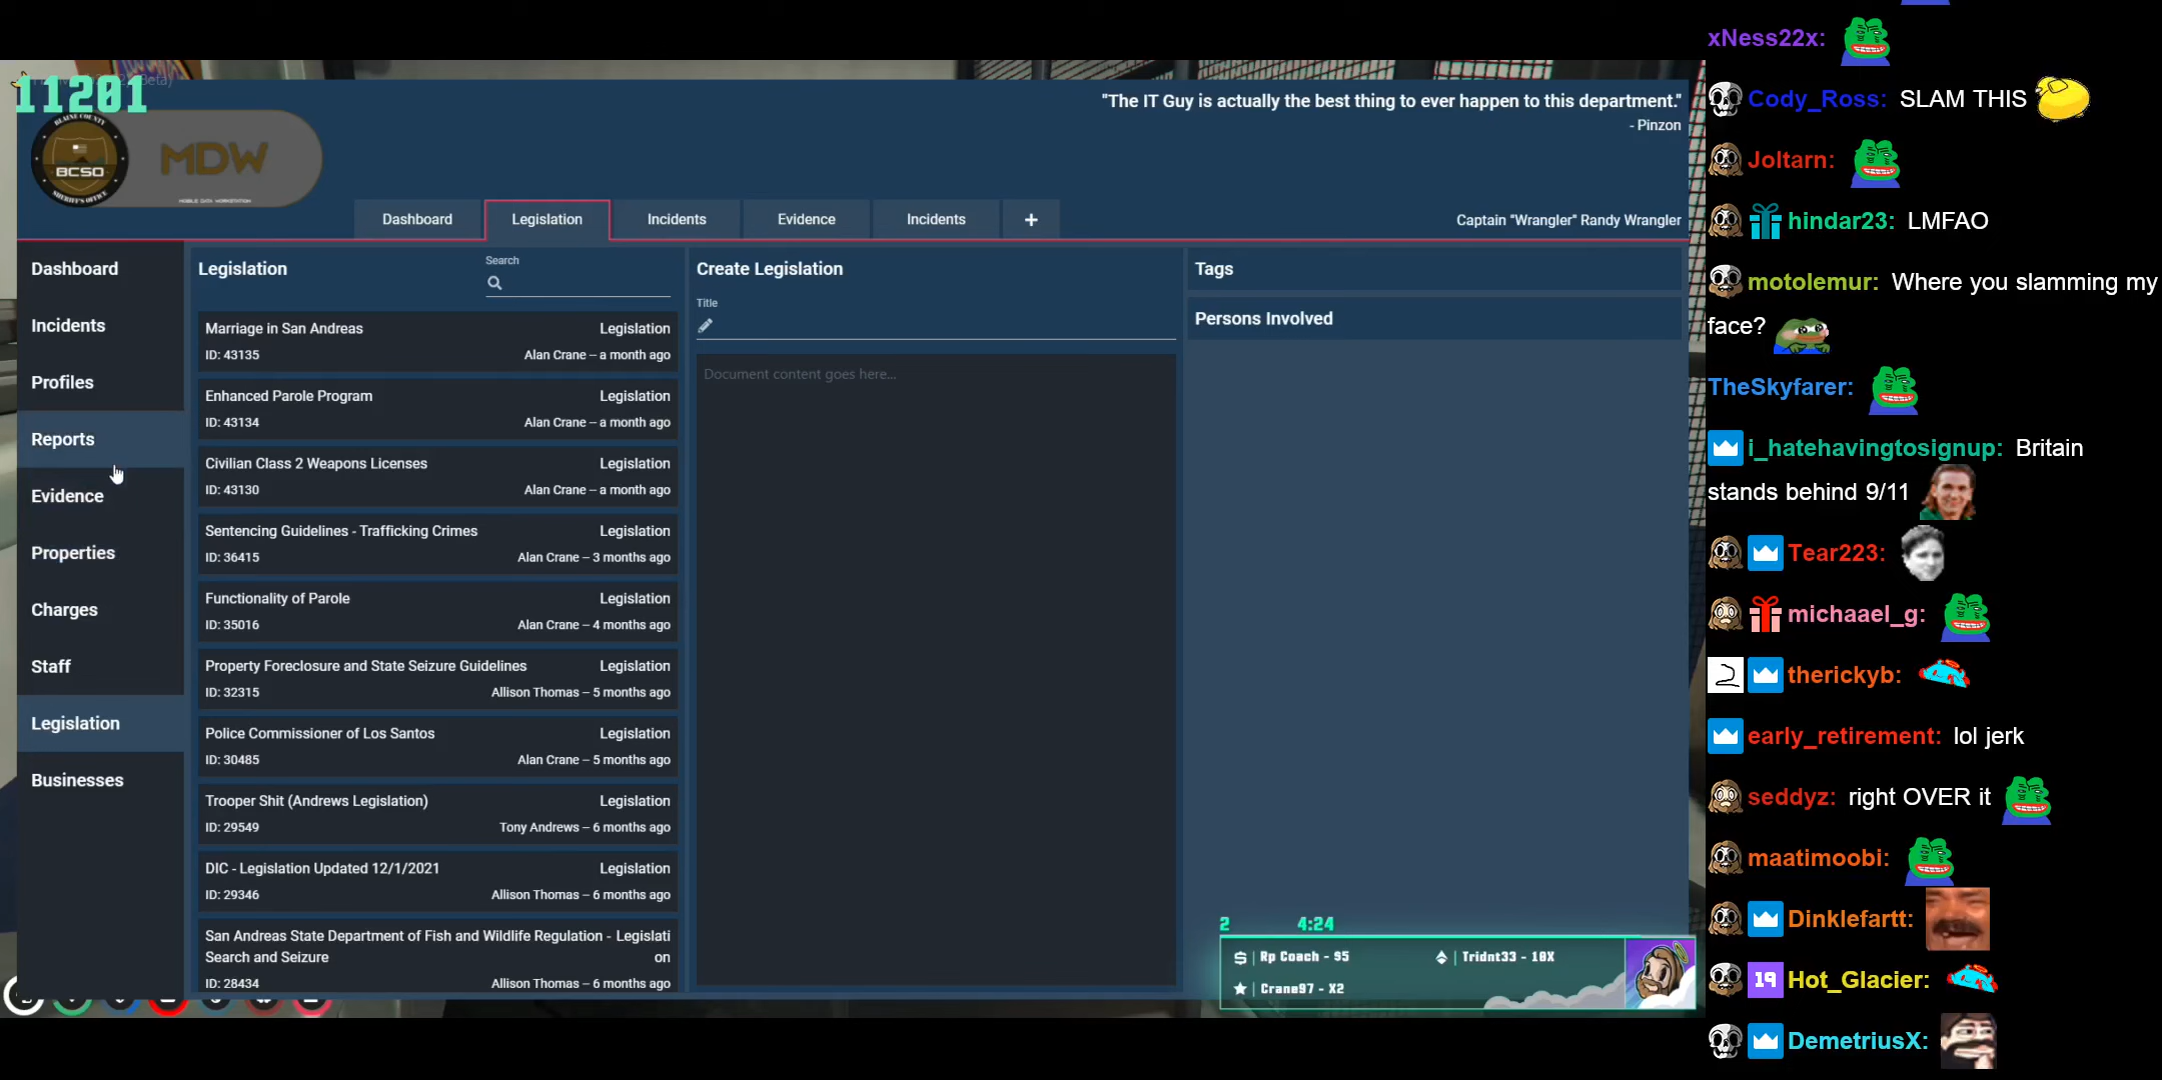 11201
"The IT Guy is actually the best thing to ever happen to this department."
- Pinzon
BLAINE COUNTY
BCSO
SHERIFF'S OFFICE
MDW
MOBILE DATA WORKSTATION
Dashboard
Legislation
Incidents
Evidence
Incidents
+
Captain "Wrangler" Randy Wrangler
Dashboard
Incidents
Profiles
Reports
Evidence
Properties
Charges
Staff
Legislation
Businesses
Legislation
Search
Marriage in San Andreas Legislation
ID: 43135 Alan Crane – a month ago
Enhanced Parole Program Legislation
ID: 43134 Alan Crane – a month ago
Civilian Class 2 Weapons Licenses Legislation
ID: 43130 Alan Crane – a month ago
Sentencing Guidelines - Trafficking Crimes Legislation
ID: 36415 Alan Crane – 3 months ago
Functionality of Parole Legislation
ID: 35016 Alan Crane – 4 months ago
Property Foreclosure and State Seizure Guidelines Legislation
ID: 32315 Allison Thomas – 5 months ago
Police Commissioner of Los Santos Legislation
ID: 30485 Alan Crane – 5 months ago
Trooper Shit (Andrews Legislation) Legislation
ID: 29549 Tony Andrews – 6 months ago
DIC - Legislation Updated 12/1/2021 Legislation
ID: 29346 Allison Thomas – 6 months ago
San Andreas State Department of Fish and Wildlife Regulation - Legislati
Search and Seizure on
ID: 28434 Allison Thomas – 6 months ago
Create Legislation
Title
Document content goes here...
Tags
Persons Involved
2 4:24
Rp Coach - 95
Tridnt33 - 10X
Crane97 - X2
xNess22x:
Cody_Ross: SLAM THIS
Joltarn:
hindar23: LMFAO
motolemur: Where you slamming my
face?
TheSkyfarer:
i_hatehavingtosignup: Britain
stands behind 9/11
Tear223:
michaael_g:
2 therickyb:
early_retirement: lol jerk
seddyz: right OVER it
maatimoobi:
Dinklefartt:
19 Hot_Glacier:
DemetriusX: